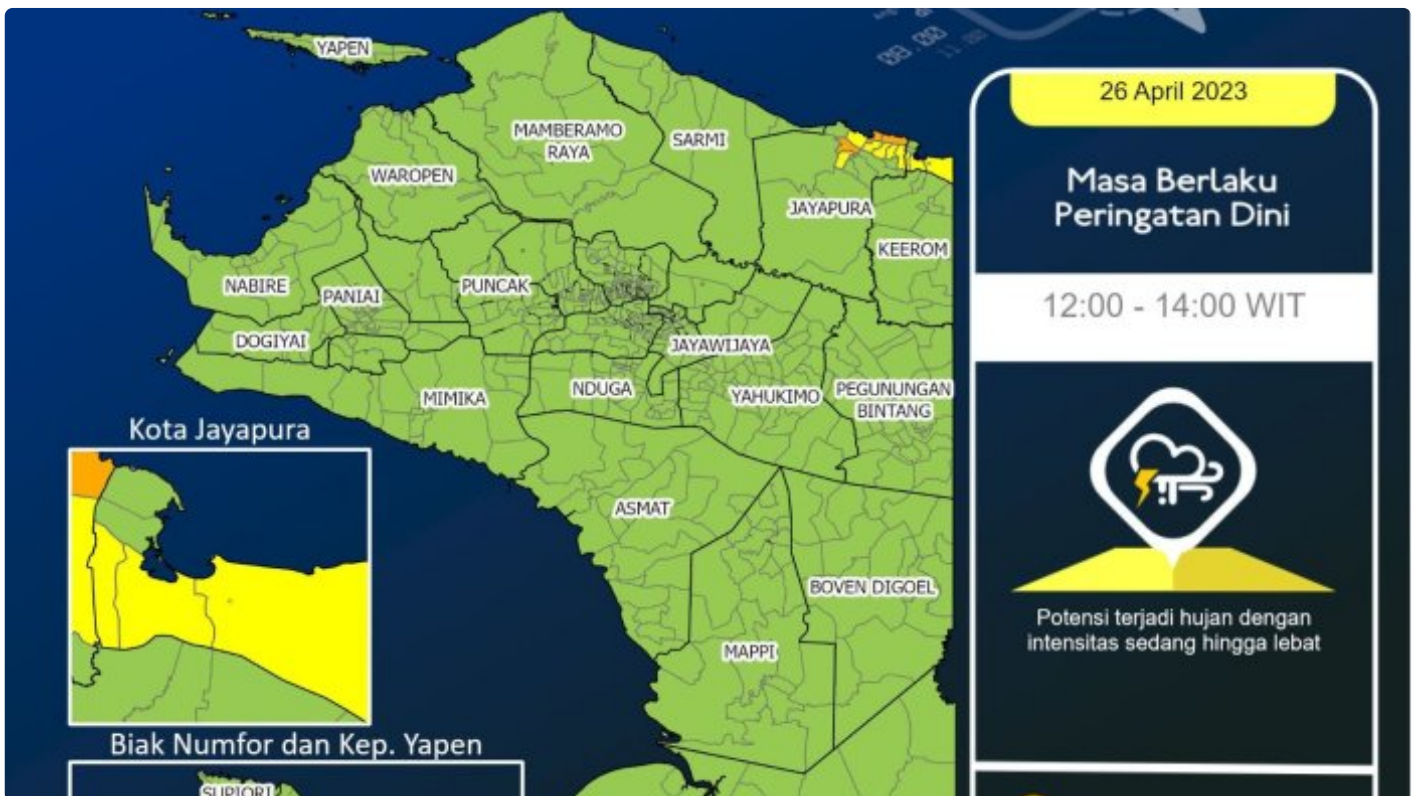 YAPEN
MAMBERAMO
RAYA
SARMI
WAROPEN
JAYAPURA
KEEROM
NABIRE
PANIAI
PUNCAK
DOGIYAI
JAYAWIJAYA
MIMIKA
NDUGA
YAHUKIMO
PEGUNUNGAN
BINTANG
ASMAT
BOVEN DIGOEL
MAPPI
Kota Jayapura
Biak Numfor dan Kep. Yapen
SUPIORI
26 April 2023
Masa Berlaku
Peringatan Dini
12:00 - 14:00 WIT
Potensi terjadi hujan dengan
intensitas sedang hingga lebat